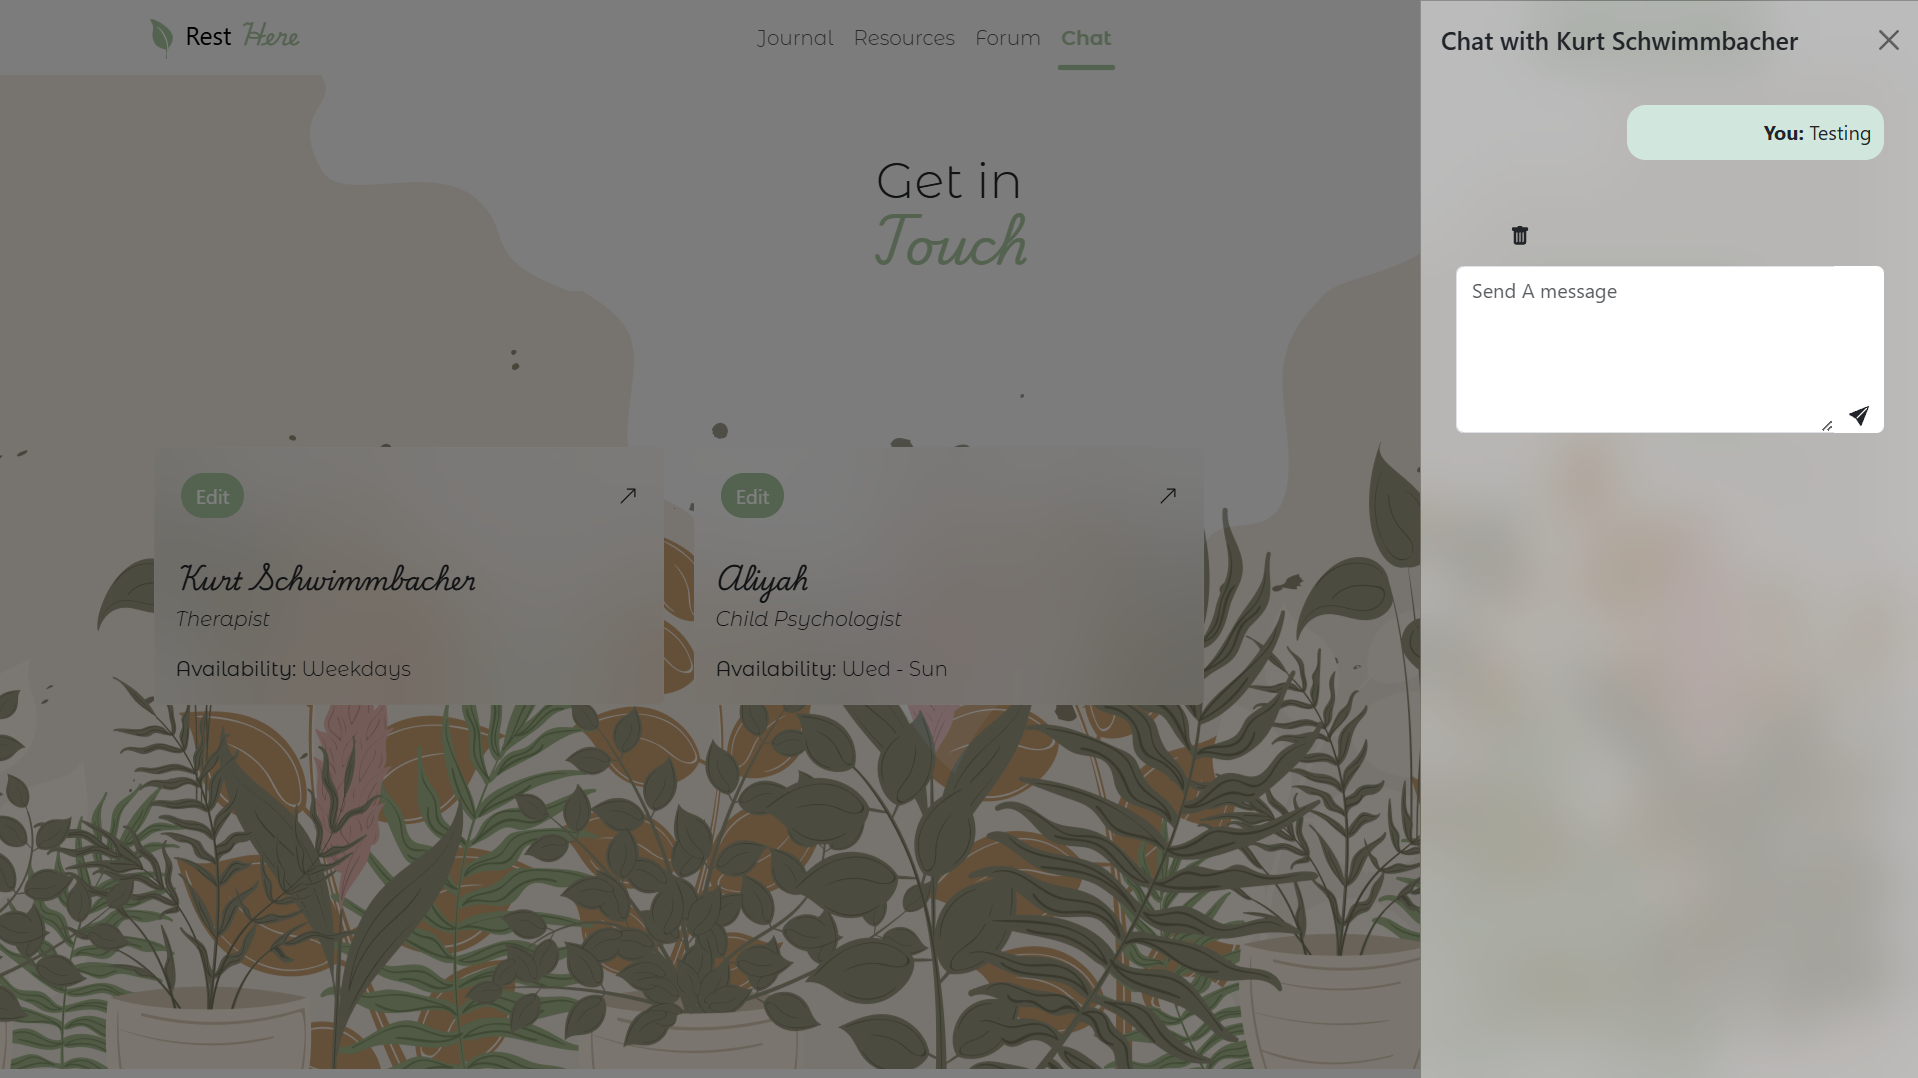 Rest Here
Journal Resources Forum Chat
Get in
Touch
Edit
Kurt Schwimmbacher
Therapist
Availability: Weekdays
Edit
Aliyah
Child Psychologist
Availability: Wed - Sun
Chat with Kurt Schwimmbacher
You: Testing
Send A message